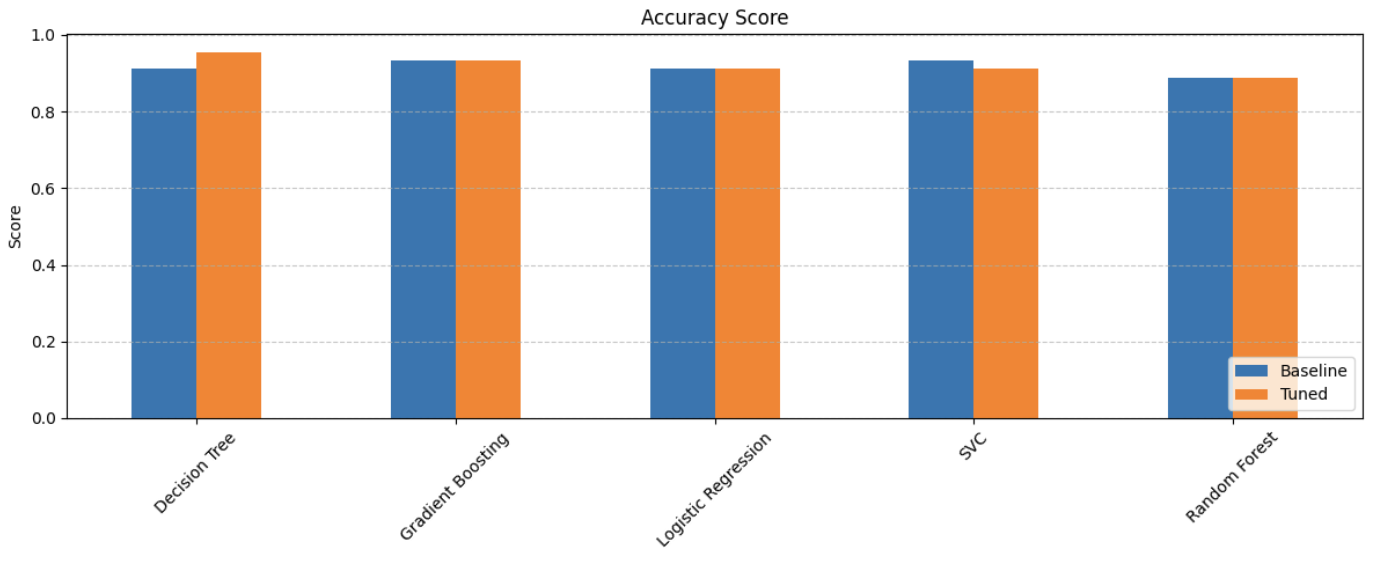 Accuracy Score
Score
1.0
0.8
0.6
0.4
0.2
0.0
Baseline
Tuned
Decision Tree
Gradient Boosting
Logistic Regression
SVC
Random Forest